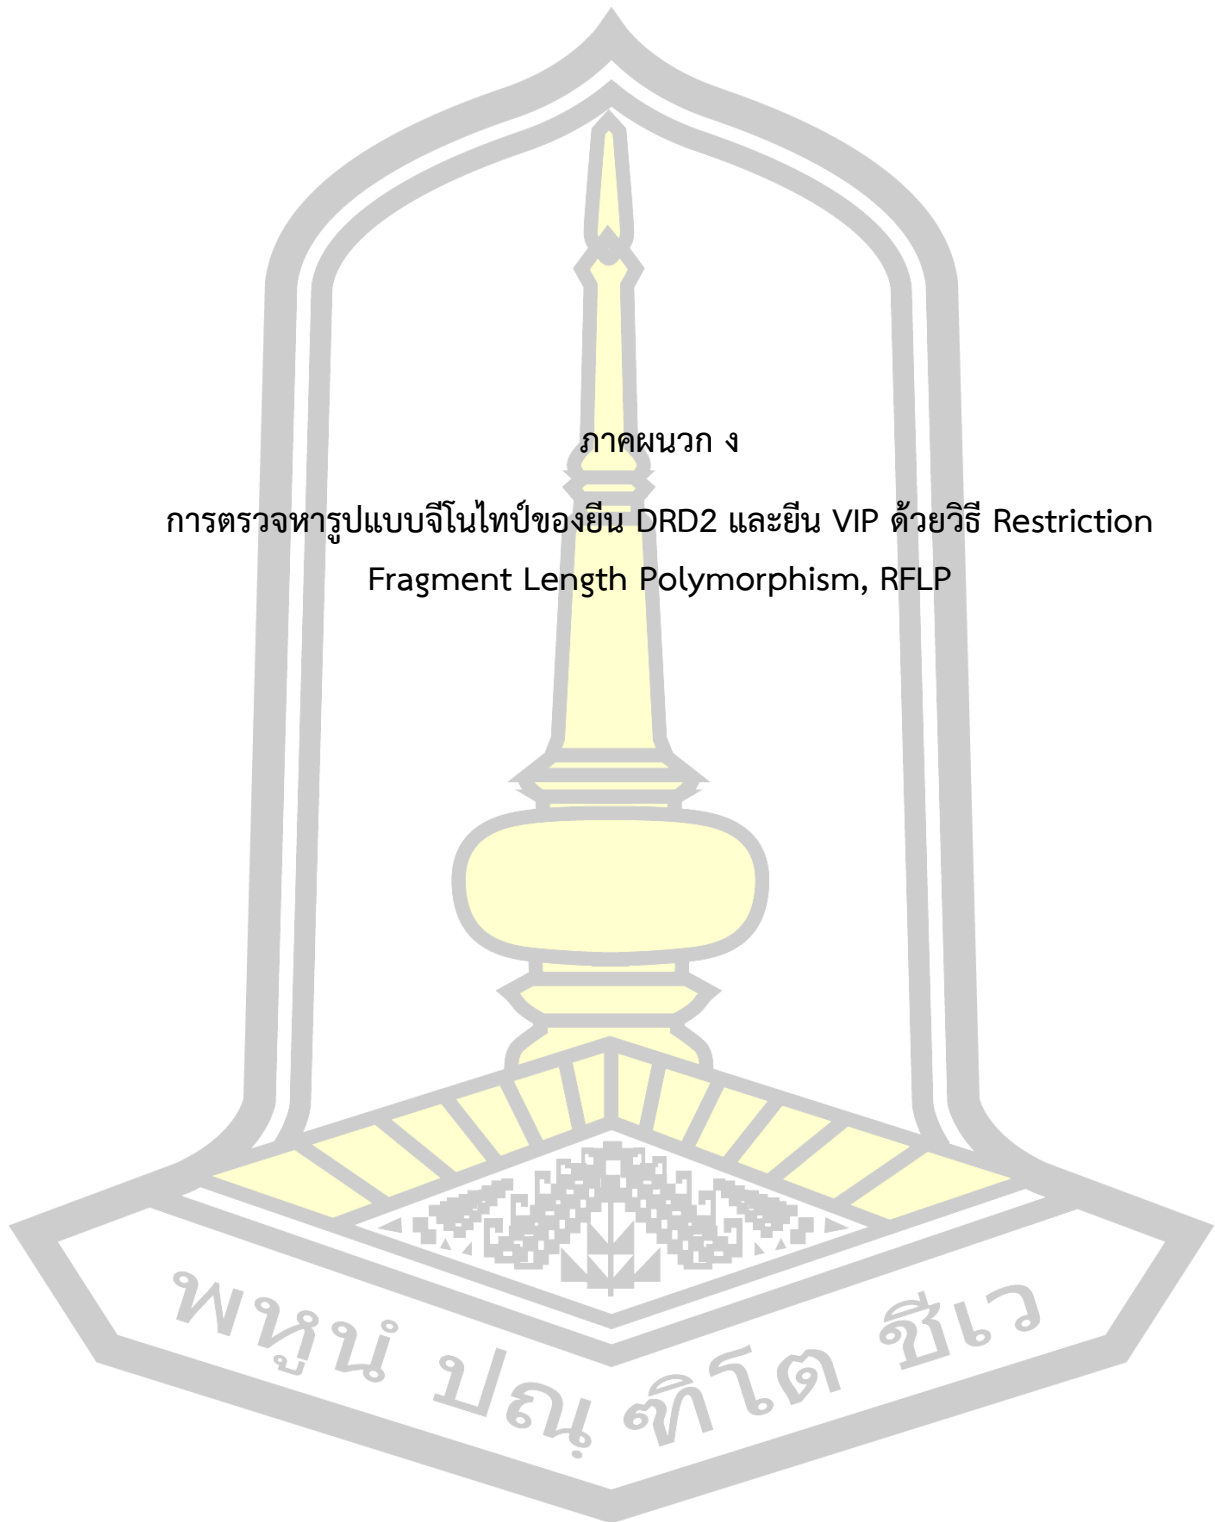 ภาคผนวก ง
การตรวจหารูปแบบจีโนไทป์ของยีน DRD2 และยีน VIP ด้วยวิธี Restriction
Fragment Length Polymorphism, RFLP
พหูนํ ปณฺ ฑิโต ชีเว